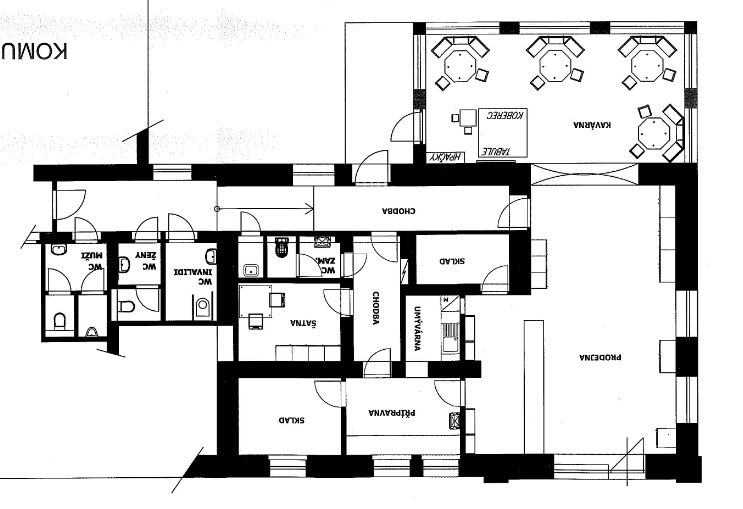 PŘÍPRAVNA
SKLAD
PRODEJNA
UMÝVÁRNA
ŠATNA
CHODBA
SKLAD
WC
ZAM.
WC
INVALIDI
WC
ŽENY
WC
MUŽI
CHODBA
HRAČKY
TABULE
KAVÁRNA
KOBEREC
KOMU